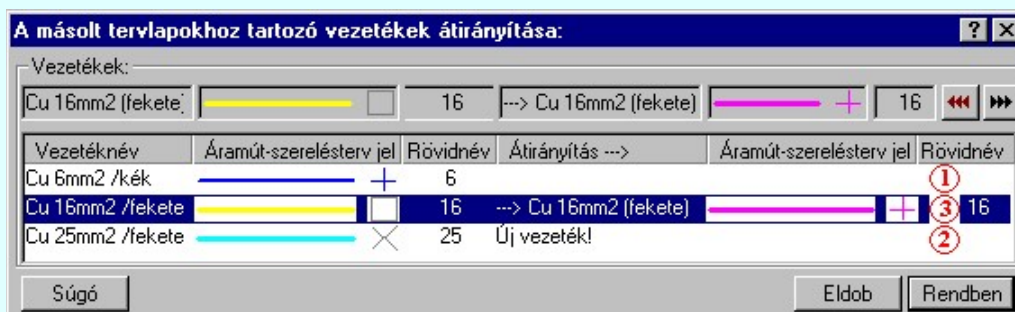 A másolt tervlapokhoz tartozó vezetékek átirányítása:
Vezetékek:
Cu 16mm2 (fekete) 16 ---> Cu 16mm2 (fekete) 16
Vezetéknév Áramút-szerelésterv jel Rövidnév Átirányítás ---> Áramút-szerelésterv jel Rövidnév
Cu 6mm2 /kék 6 1
Cu 16mm2 /fekete 16 ---> Cu 16mm2 (fekete) 3 16
Cu 25mm2 /fekete 25 Új vezeték! 2
Súgó Eldob Rendben